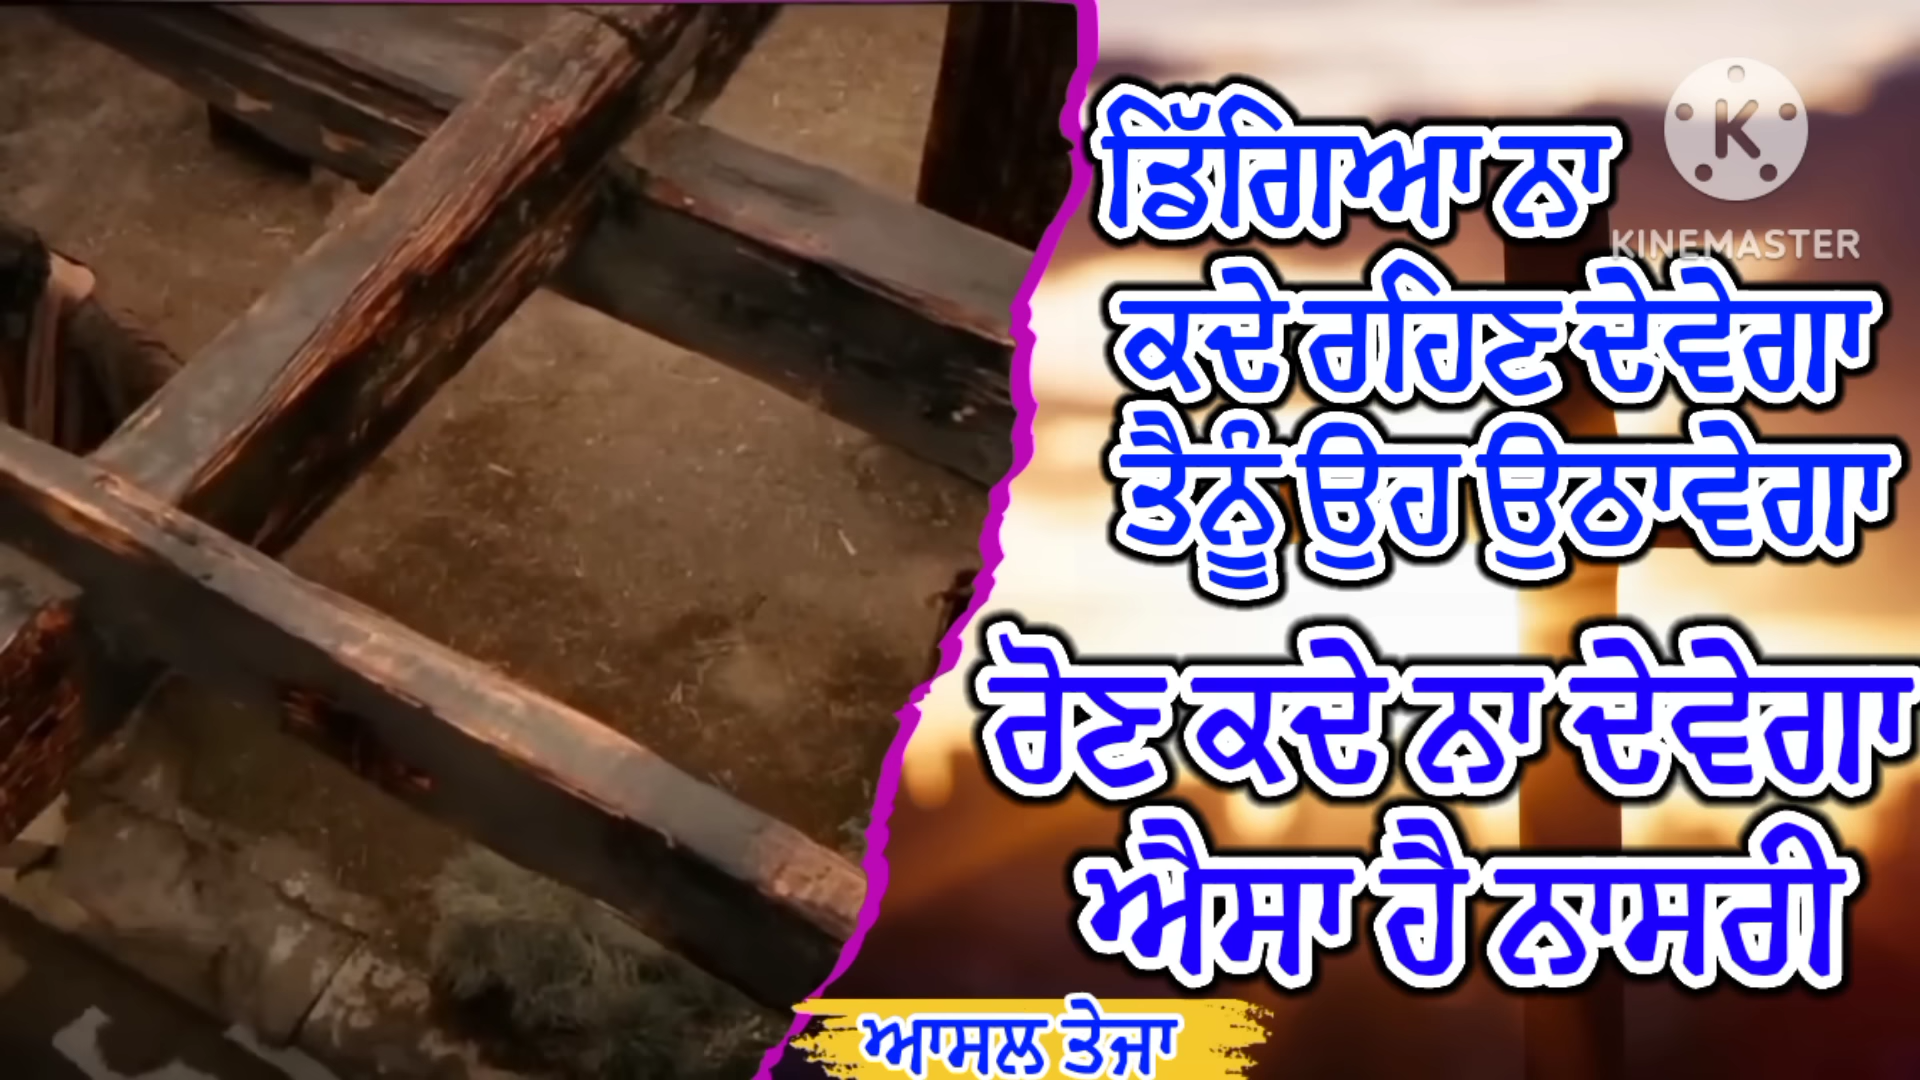 ਡਿੱਗਿਆ ਨਾ
KINEMASTER
ਕਦੇ ਰਹਿਣ ਦੇਵੇਗਾ
ਤੈਨੂੰ ਉਹ ਉਠਾਵੇਗਾ
ਰੋਣ ਕਦੇ ਨਾ ਦੇਵੇਗਾ
ਐਸਾ ਹੈ ਨਾਸਰੀ
ਆਸਲ ਤੇਜਾ